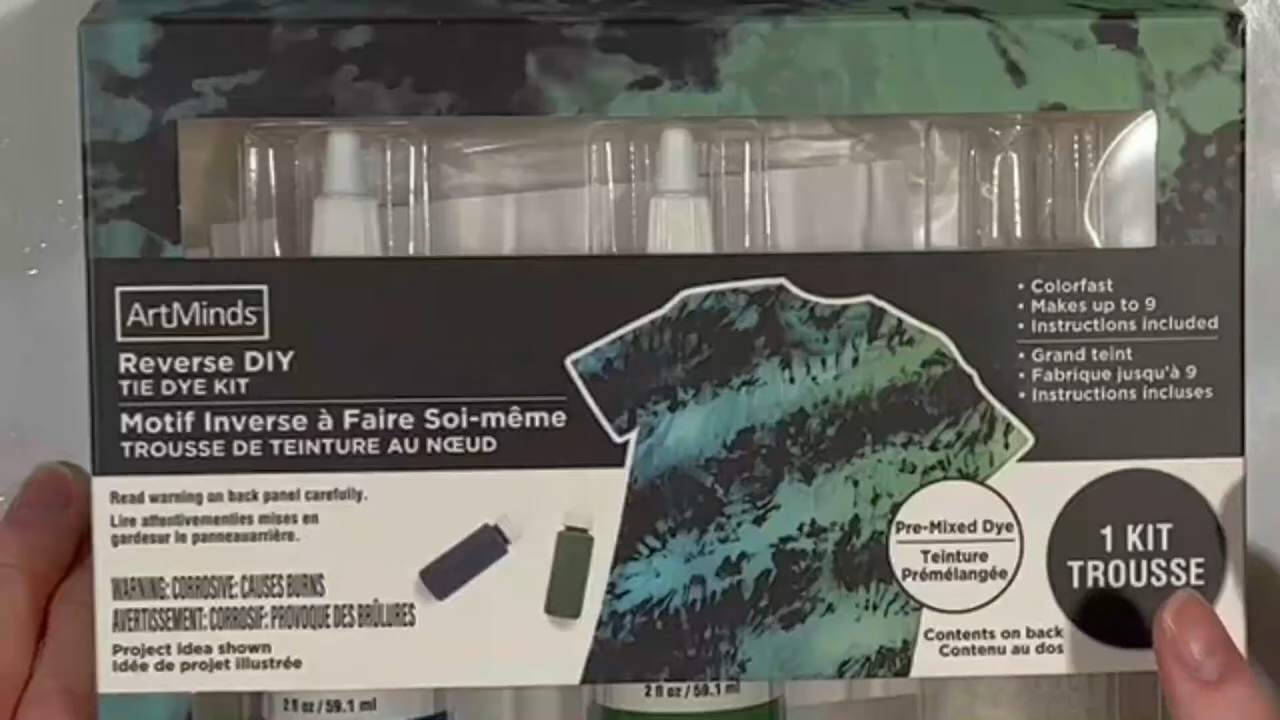 ArtMinds
Reverse DIY
TIE DYE KIT
Motif Inverse à Faire Soi-même
TROUSSE DE TEINTURE AU NŒUD
• Colorfast
• Makes up to 9
• Instructions included
• Grand teint
• Fabrique jusqu'à 9
• Instructions incluses
Read warning on back panel carefully.
Lire attentivementles mises en
gardesur le panneauarrière.
WARNING: CORROSIVE: CAUSES BURNS
AVERTISSEMENT: CORROSIF: PROVOQUE DES BRÛLURES
Project idea shown
Idée de projet illustrée
Pre-Mixed Dye
Teinture
Prémélangée
1 KIT
TROUSSE
Contents on back
Contenu au dos
2 fl oz / 59.1 ml
2 fl oz / 59.1 ml